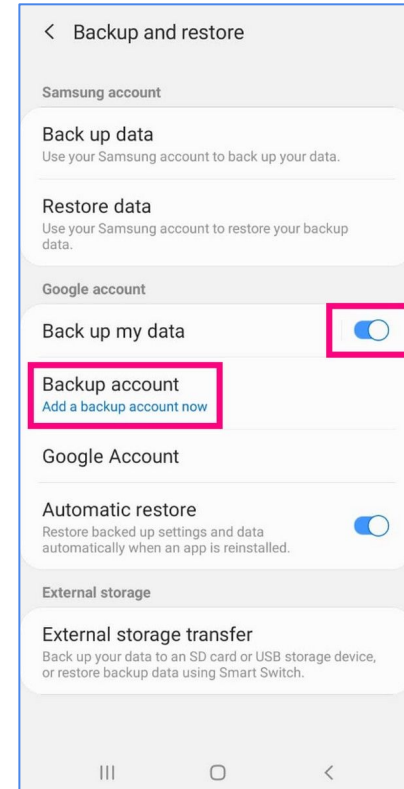 Backup and restore
Samsung account
Back up data
Use your Samsung account to back up your data.
Restore data
Use your Samsung account to restore your backup
data.
Google account
Back up my data
Backup account
Add a backup account now
Google Account
Automatic restore
Restore backed up settings and data
automatically when an app is reinstalled.
External storage
External storage transfer
Back up your data to an SD card or USB storage device,
or restore backup data using Smart Switch.